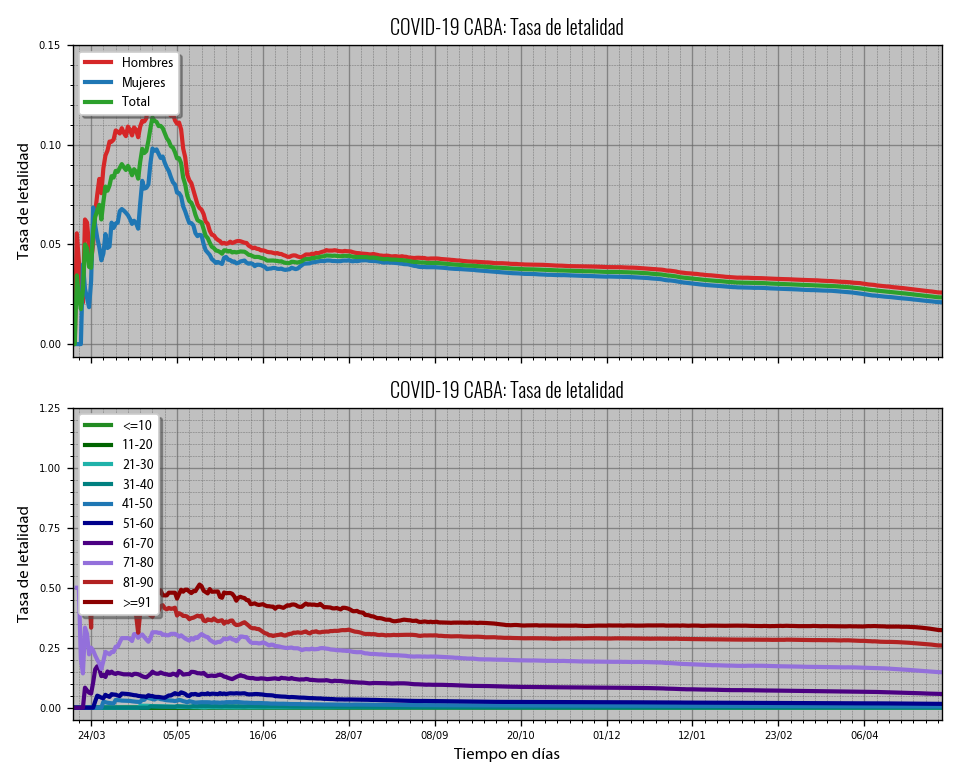 COVID-19 CABA: Tasa de letalidad
0.15
0.10
0.05
0.00
Tasa de letalidad
Hombres
Mujeres
Total
COVID-19 CABA: Tasa de letalidad
1.25
1.00
0.75
0.50
0.25
0.00
Tasa de letalidad
<=10
11-20
21-30
31-40
41-50
51-60
61-70
71-80
81-90
>=91
24/03 05/05 16/06 28/07 08/09 20/10 01/12 12/01 23/02 06/04
Tiempo en días